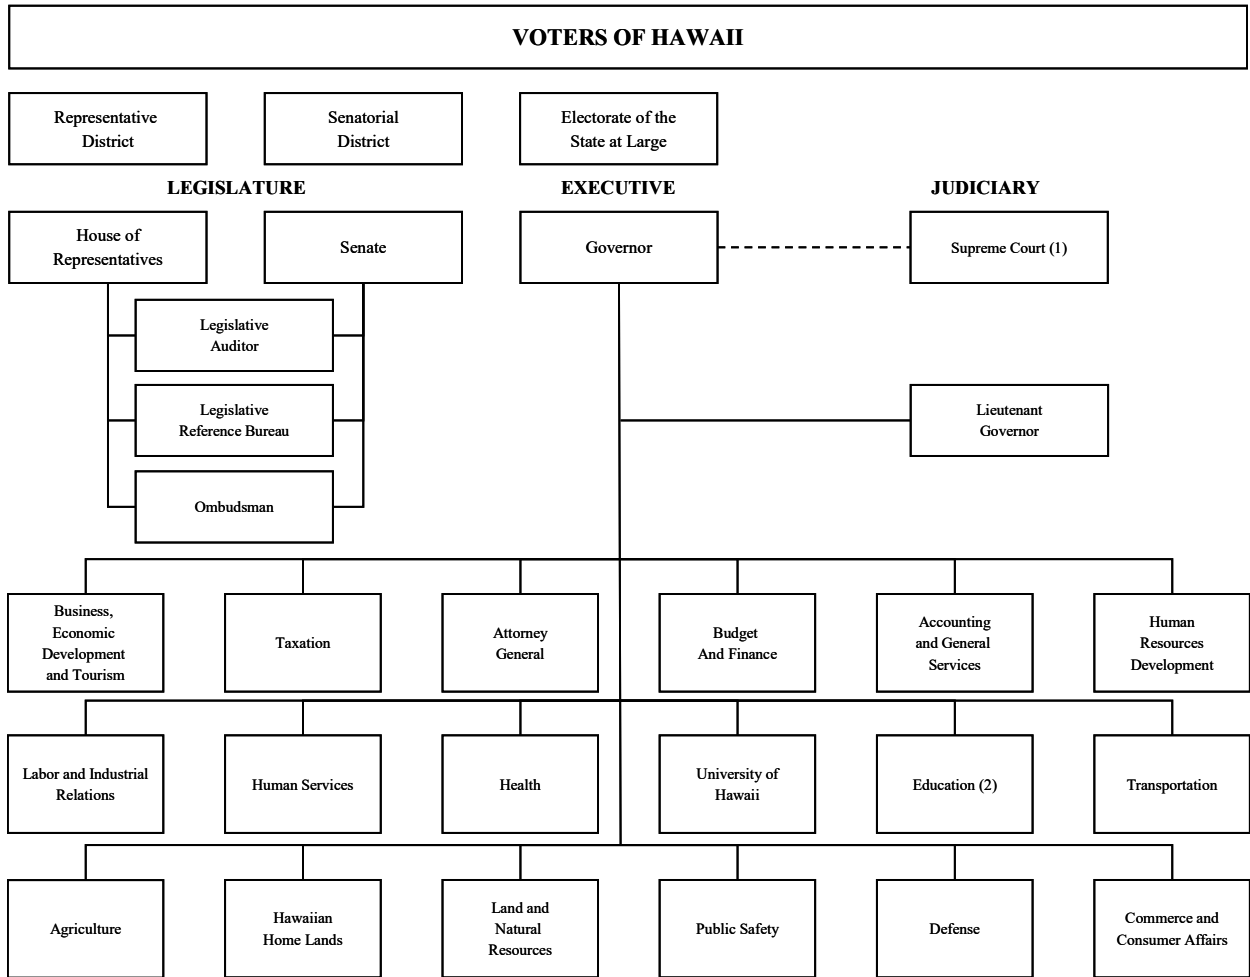 VOTERS OF HAWAII
Representative
District
Senatorial
District
Electorate of the
State at Large
LEGISLATURE
EXECUTIVE
JUDICIARY
House of
Representatives
Senate
Governor
Supreme Court (1)
Legislative
Auditor
Legislative
Reference Bureau
Lieutenant
Governor
Ombudsman
Business,
Economic
Development
and Tourism
Taxation
Attorney
General
Budget
And Finance
Accounting
and General
Services
Human
Resources
Development
Labor and Industrial
Relations
Human Services
Health
University of
Hawaii
Education (2)
Transportation
Agriculture
Hawaiian
Home Lands
Land and
Natural
Resources
Public Safety
Defense
Commerce and
Consumer Affairs